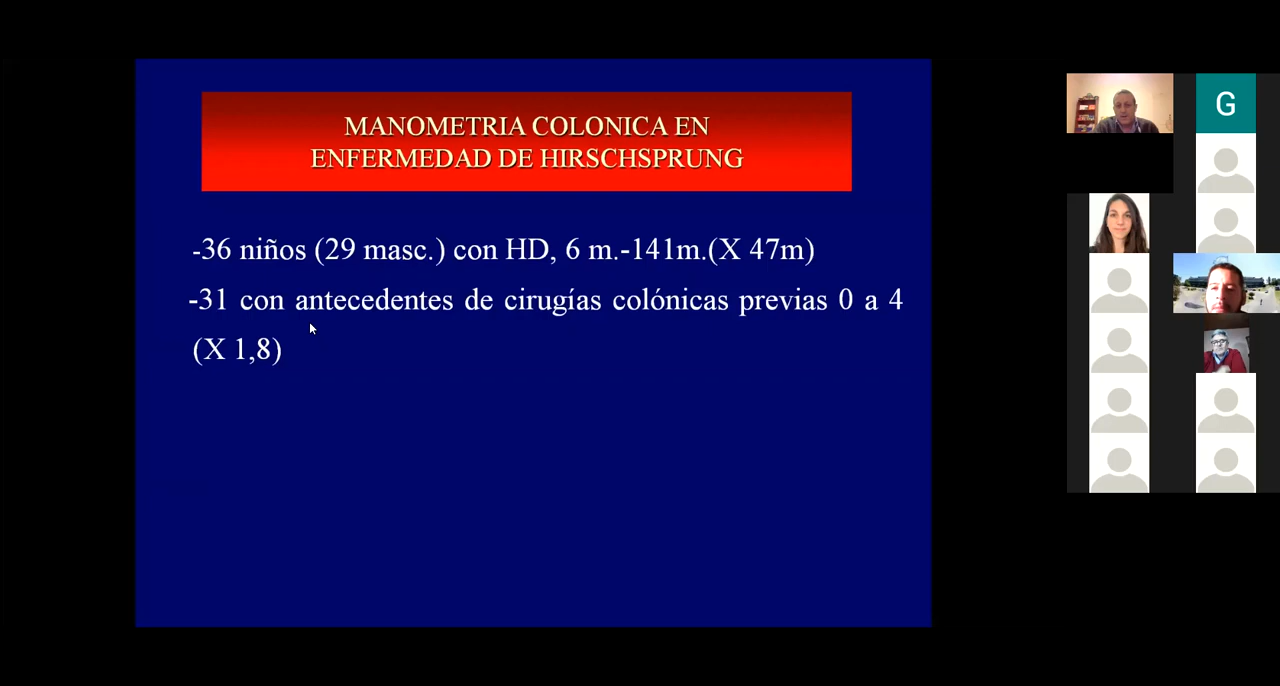 MANOMETRIA COLONICA EN
ENFERMEDAD DE HIRSCHSPRUNG
-36 niños (29 masc.) con HD, 6 m.-141m.(X 47m)
-31 con antecedentes de cirugías colónicas previas 0 a 4
(X 1,8)
G